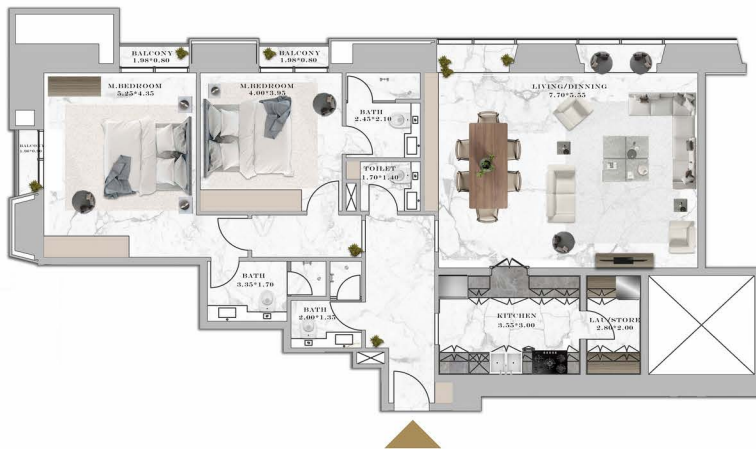 BALCONY
1.98*0.80
BALCONY
1.98*0.80
M.BEDROOM
5.25*4.35
M.BEDROOM
4.00*3.95
LIVING/DINNING
7.70*5.55
BATH
2.45*2.10
BALCONY
TOILET
1.70*1.40
BATH
3.35*1.70
BATH
2.00*1.35
KITCHEN
3.55*3.00
LAU/STORE
2.80*2.00